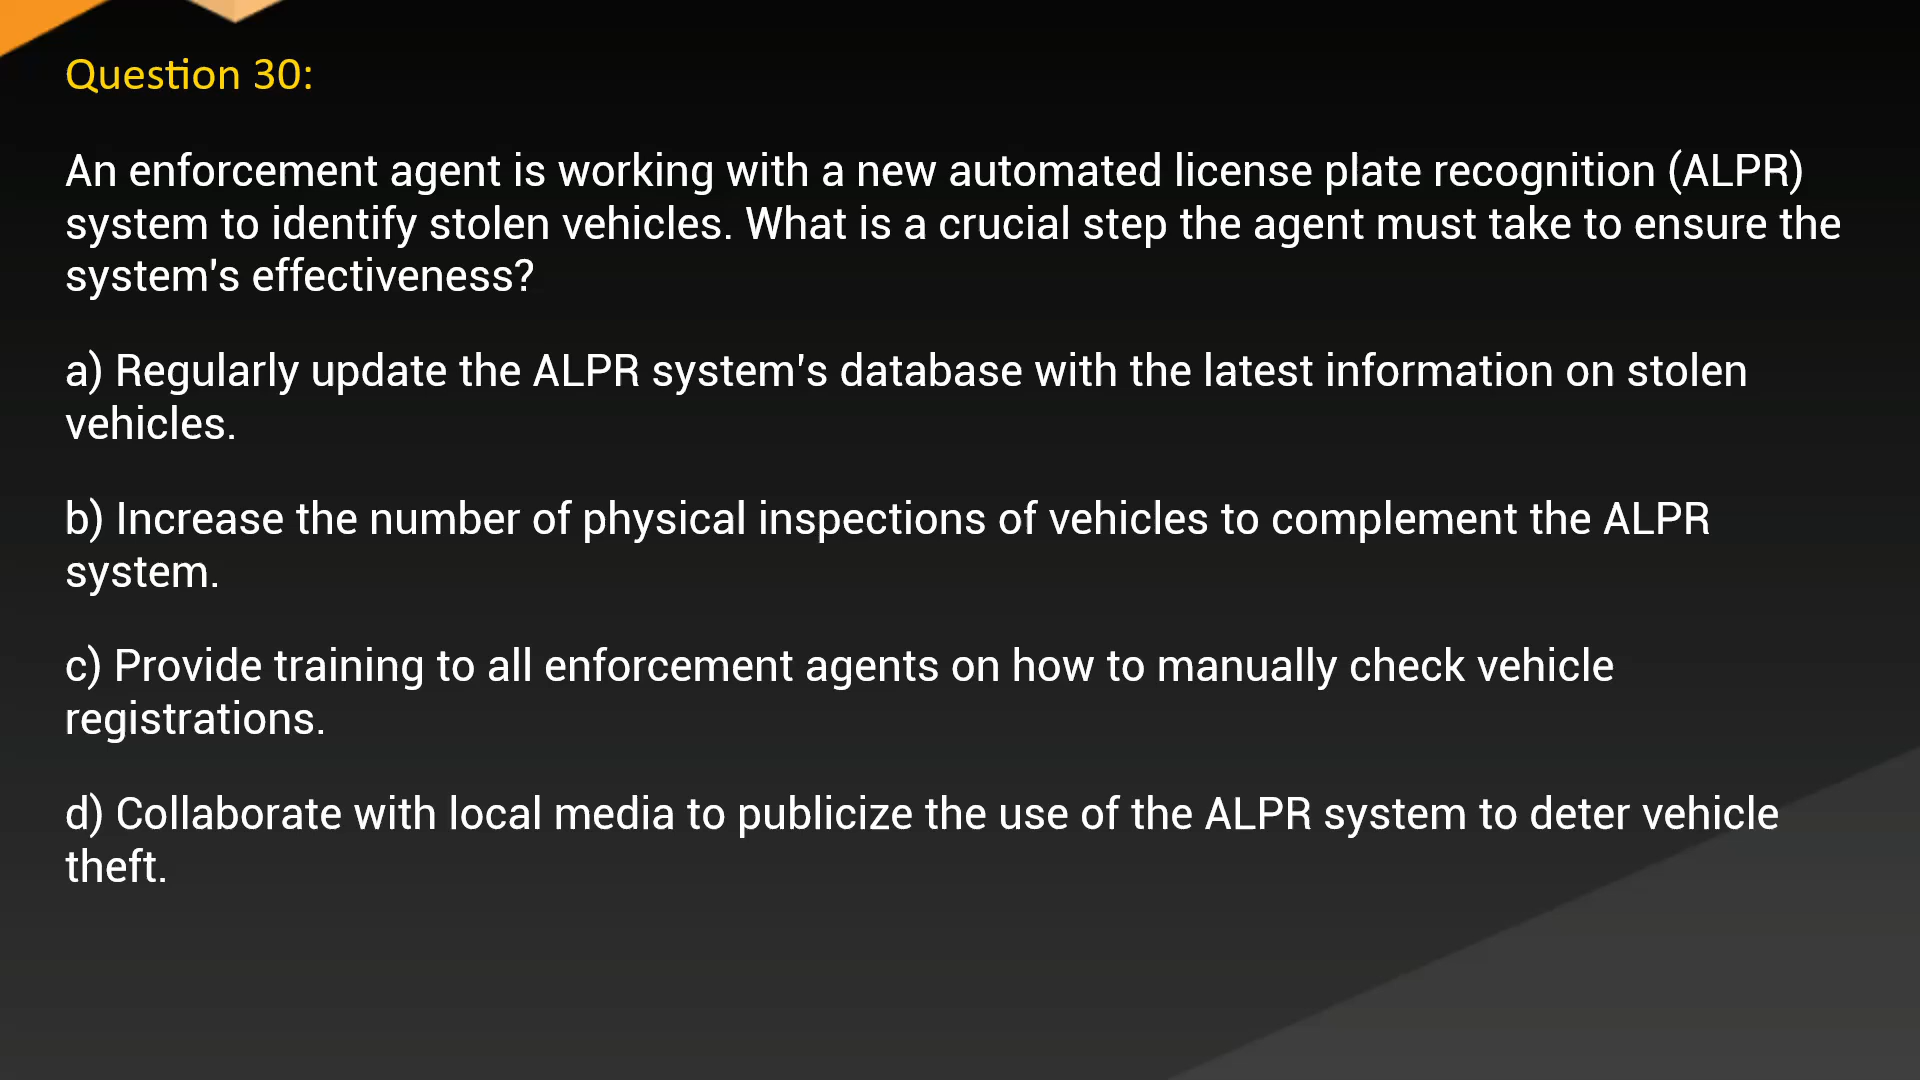 Question 30:
An enforcement agent is working with a new automated license plate recognition (ALPR)
system to identify stolen vehicles. What is a crucial step the agent must take to ensure the
system's effectiveness?
a) Regularly update the ALPR system's database with the latest information on stolen
vehicles.
b) Increase the number of physical inspections of vehicles to complement the ALPR
system.
c) Provide training to all enforcement agents on how to manually check vehicle
registrations.
d) Collaborate with local media to publicize the use of the ALPR system to deter vehicle
theft.